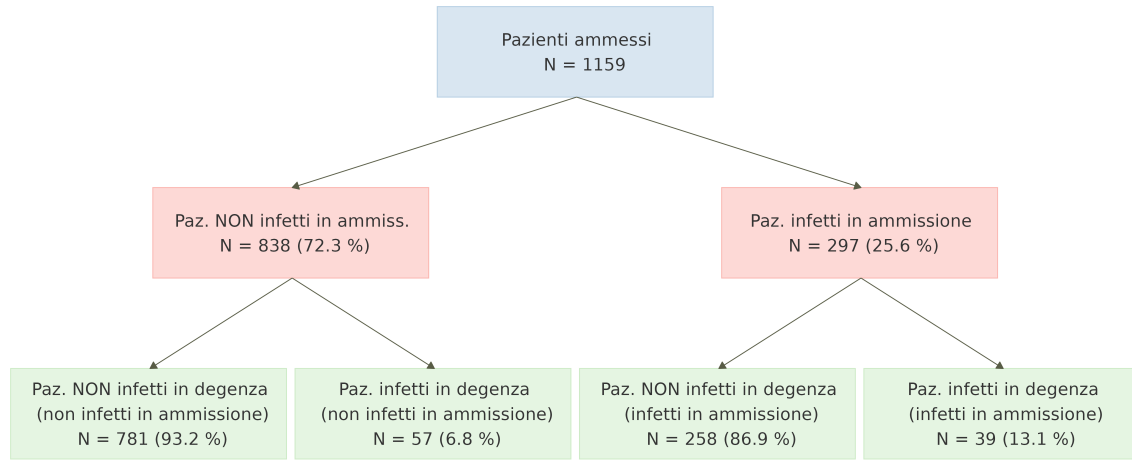 Pazienti ammessi
N = 1159
Paz. NON infetti in ammiss.
N = 838 (72.3 %)
Paz. infetti in ammissione
N = 297 (25.6 %)
Paz. NON infetti in degenza
(non infetti in ammissione)
N = 781 (93.2 %)
Paz. infetti in degenza
(non infetti in ammissione)
N = 57 (6.8 %)
Paz. NON infetti in degenza
(infetti in ammissione)
N = 258 (86.9 %)
Paz. infetti in degenza
(infetti in ammissione)
N = 39 (13.1 %)